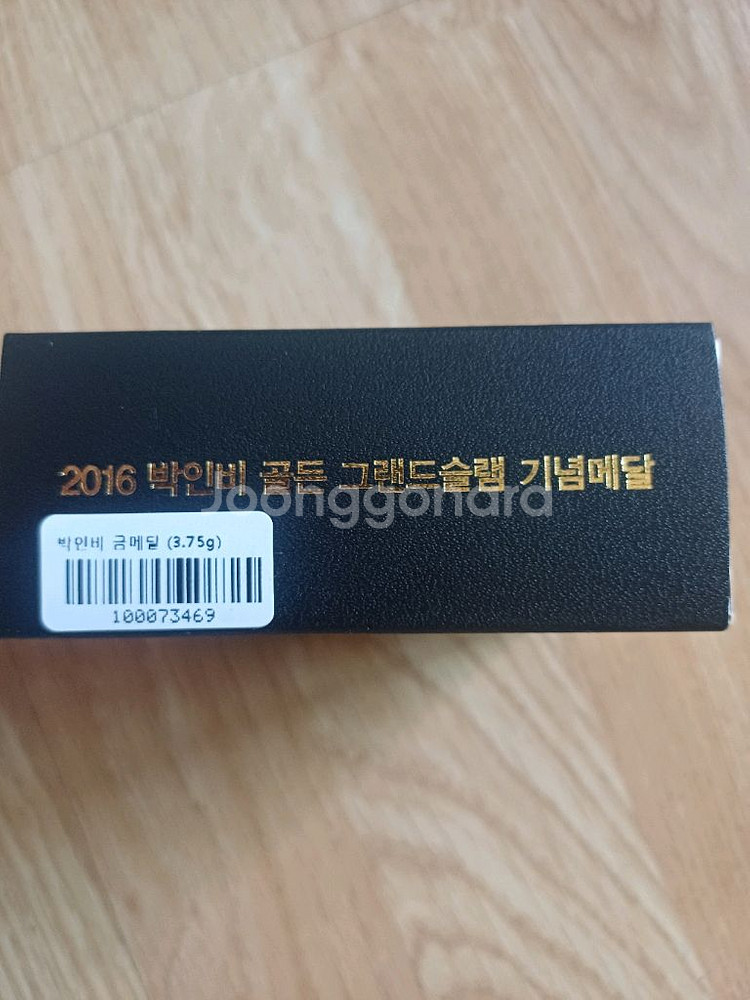 2016 박인비 골든 그랜드슬램 기념메달
Joonggonara
박인비 금메달 (3.75g)
100073469